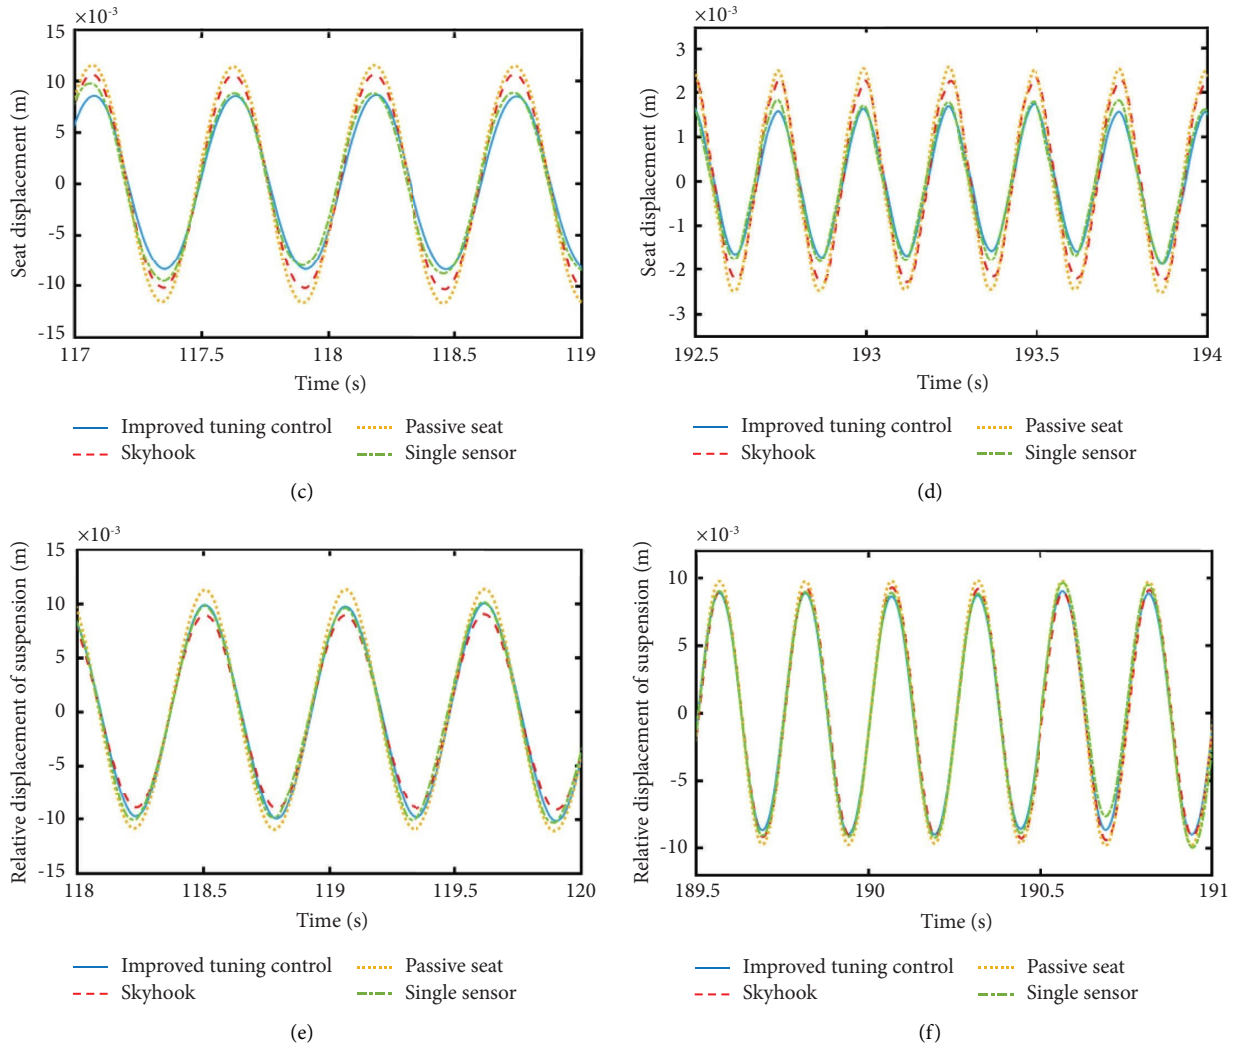 ×10-3
15
10
5
0
-5
-10
-15
Seat displacement (m)
117 117.5 118 118.5 119
Time (s)
Improved tuning control
Passive seat
Skyhook
Single sensor
(c)
×10-3
3
2
1
0
-1
-2
-3
Seat displacement (m)
192.5 193 193.5 194
Time (s)
Improved tuning control
Passive seat
Skyhook
Single sensor
(d)
×10-3
15
10
5
0
-5
-10
-15
Relative displacement of suspension (m)
118 118.5 119 119.5 120
Time (s)
Improved tuning control
Passive seat
Skyhook
Single sensor
(e)
×10-3
10
5
0
-5
-10
Relative displacement of suspension (m)
189.5 190 190.5 191
Time (s)
Improved tuning control
Passive seat
Skyhook
Single sensor
(f)